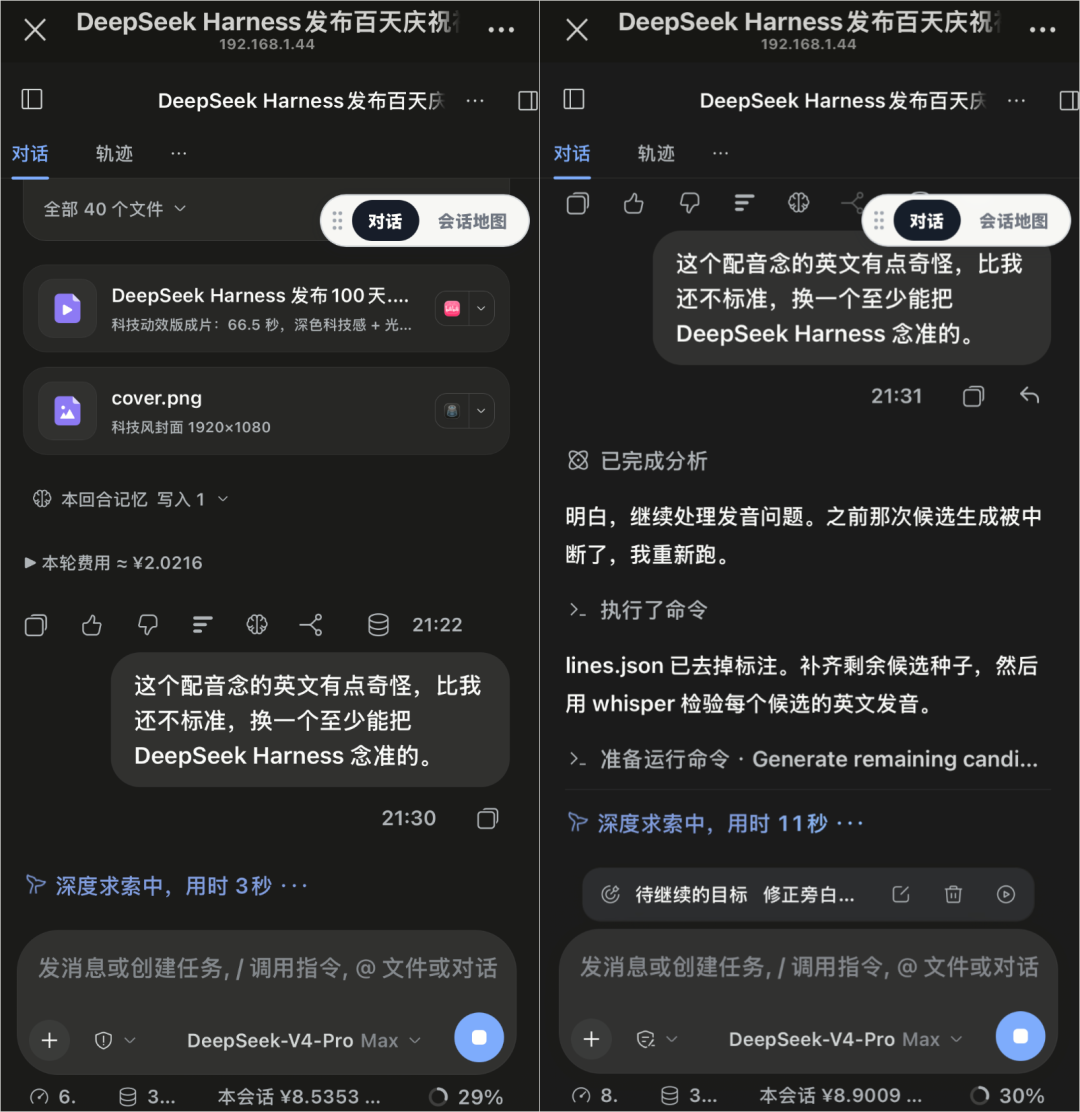 DeepSeek Harness发布百天庆祝
192.168.1.44
DeepSeek Harness发布百天庆
对话
轨迹
全部 40 个文件
对话
会话地图
DeepSeek Harness 发布100天....
科技动效版成片：66.5 秒，深色科技感 + 光...
cover.png
科技风封面 1920×1080
本回合记忆 写入 1
本轮费用 ≈ ¥2.0216
21:22
这个配音念的英文有点奇怪，比我
还不标准，换一个至少能把
DeepSeek Harness 念准的。
21:30
深度求索中，用时 3秒 ···
发消息或创建任务, / 调用指令, @ 文件或对话
DeepSeek-V4-Pro Max
6.
3...
本会话 ¥8.5353 ...
29%
DeepSeek Harness发布百天庆祝
192.168.1.44
DeepSeek Harness发布百天庆
对话
轨迹
对话
会话地图
这个配音念的英文有点奇怪，比我
还不标准，换一个至少能把
DeepSeek Harness 念准的。
21:31
已完成分析
明白，继续处理发音问题。之前那次候选生成被中
断了，我重新跑。
执行了命令
lines.json 已去掉标注。补齐剩余候选种子，然后
用 whisper 检验每个候选的英文发音。
准备运行命令 · Generate remaining candi...
深度求索中，用时 11秒 ···
待继续的目标 修正旁白...
发消息或创建任务, / 调用指令, @ 文件或对话
DeepSeek-V4-Pro Max
8.
3...
本会话 ¥8.9009 ...
30%